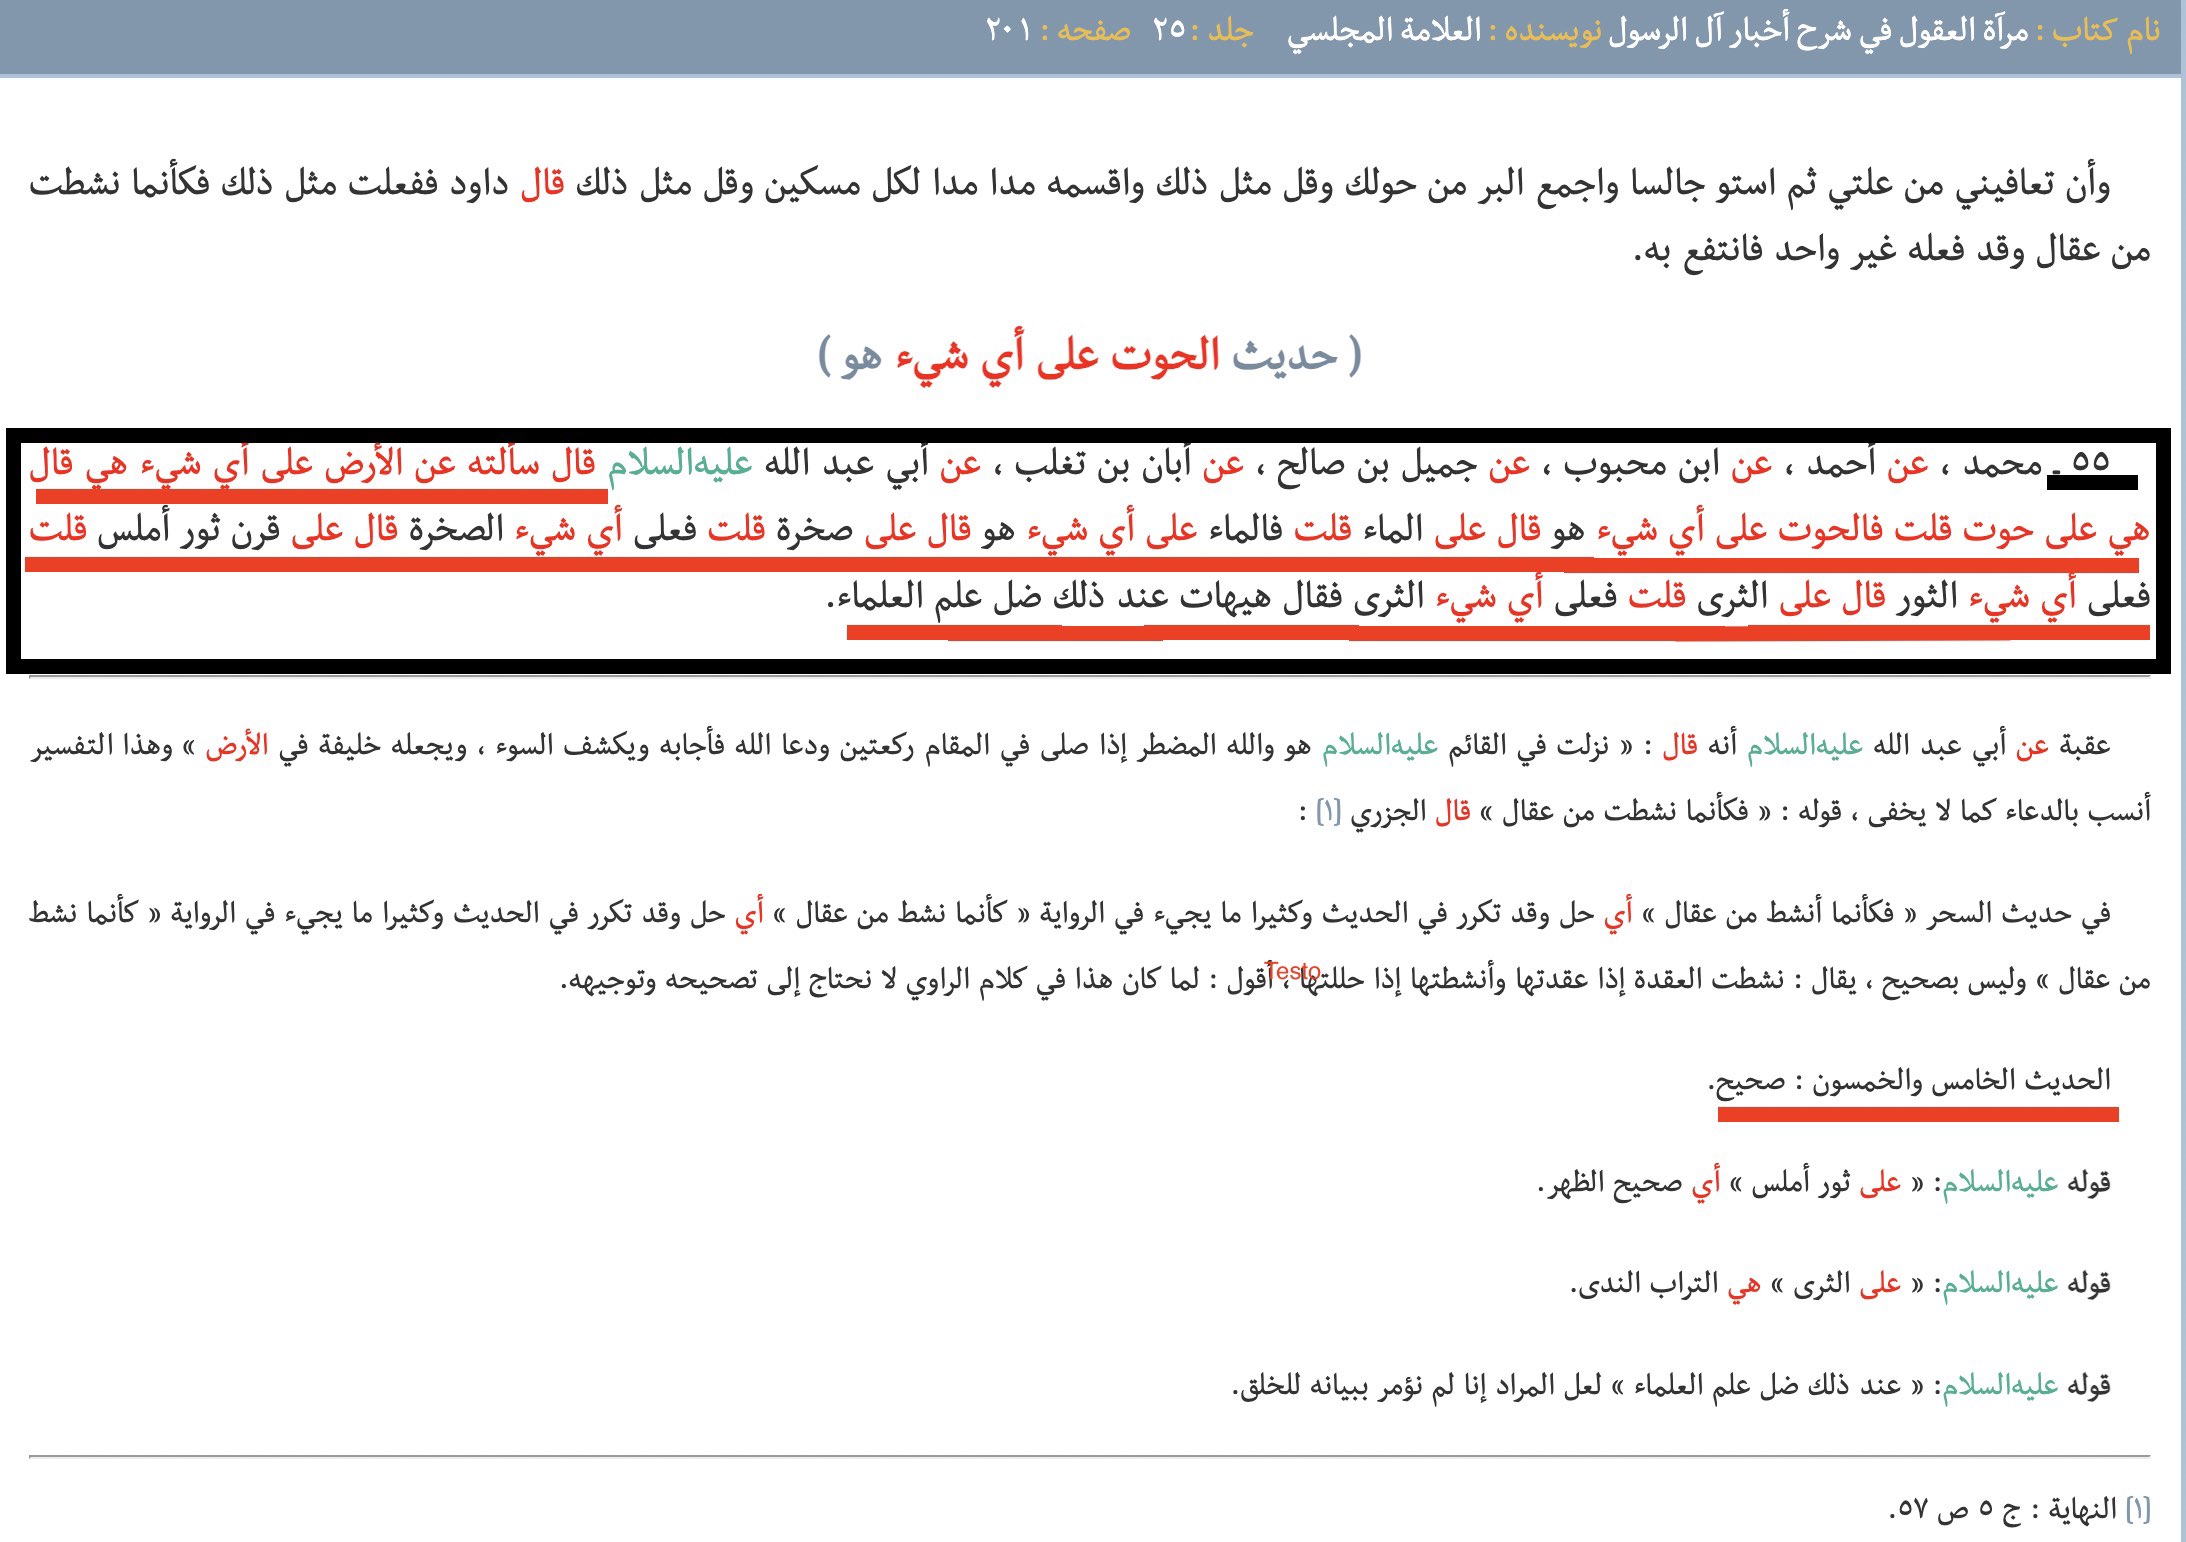 نام کتاب : مرآة العقول في شرح أخبار آل الرسول نویسنده : العلامة المجلسي جلد : ٢٥ صفحه : ٢٠١
وأن تعافيني من علتي ثم استو جالسا واجمع البر من حولك وقل مثل ذلك واقسمه مدا مدا لكل مسكين وقل مثل ذلك قال داود ففعلت مثل ذلك فكأنما نشطت
من عقال وقد فعله غير واحد فانتفع به.
( حديث الحوت على أي شيء هو )
٥٥ ـ محمد ، عن أحمد ، عن ابن محبوب ، عن جميل بن صالح ، عن أبان بن تغلب ، عن أبي عبد الله عليه‌السلام قال سألته عن الأرض على أي شيء هي قال
هي على حوت قلت فالحوت على أي شيء هو قال على الماء قلت فالماء على أي شيء هو قال على صخرة قلت فعلى أي شيء الصخرة قال على قرن ثور أملس قلت
فعلى أي شيء الثور قال على الثرى قلت فعلى أي شيء الثرى فقال هيهات عند ذلك ضل علم العلماء.
عقبة عن أبي عبد الله عليه‌السلام أنه قال : « نزلت في القائم عليه‌السلام هو والله المضطر إذا صلى في المقام ركعتين ودعا الله فأجابه ويكشف السوء ، ويجعله خليفة في الأرض » وهذا التفسير
أنسب بالدعاء كما لا يخفى ، قوله : « فكأنما نشطت من عقال » قال الجزري [١] :
في حديث السحر « فكأنما أنشط من عقال » أي حل وقد تكرر في الحديث وكثيرا ما يجيء في الرواية « كأنما نشط من عقال » أي حل وقد تكرر في الحديث وكثيرا ما يجيء في الرواية « كأنما نشط
من عقال » وليس بصحيح ، يقال : نشطت العقدة إذا عقدتها وأنشطتها إذا حللتها ، أقول : لما كان هذا في كلام الراوي لا نحتاج إلى تصحيحه وتوجيهه.
Testo
الحديث الخامس والخمسون : صحيح.
قوله عليه‌السلام: « على ثور أملس » أي صحيح الظهر.
قوله عليه‌السلام: « على الثرى » هي التراب الندى.
قوله عليه‌السلام: « عند ذلك ضل علم العلماء » لعل المراد إنا لم نؤمر ببيانه للخلق.
[١] النهاية : ج ٥ ص ٥٧.